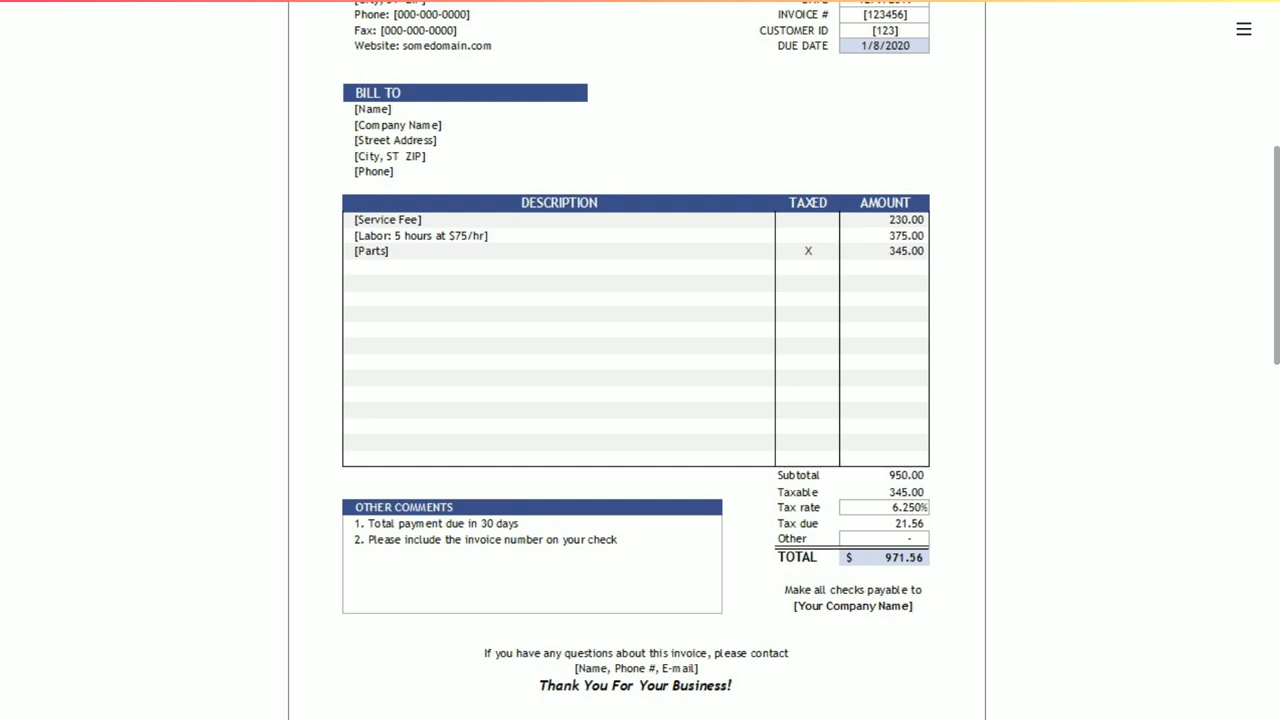 Phone: [000-000-0000]
INVOICE # [123456]
Fax: [000-000-0000]
CUSTOMER ID [123]
Website: somedomain.com
DUE DATE 1/8/2020
BILL TO
[Name]
[Company Name]
[Street Address]
[City, ST ZIP]
[Phone]
DESCRIPTION TAXED AMOUNT
[Service Fee] 230.00
[Labor: 5 hours at $75/hr] 375.00
[Parts] X 345.00
Subtotal 950.00
Taxable 345.00
Tax rate 6.250%
Tax due 21.56
Other -
TOTAL $ 971.56
OTHER COMMENTS
1. Total payment due in 30 days
2. Please include the invoice number on your check
Make all checks payable to
[Your Company Name]
If you have any questions about this invoice, please contact
[Name, Phone #, E-mail]
Thank You For Your Business!